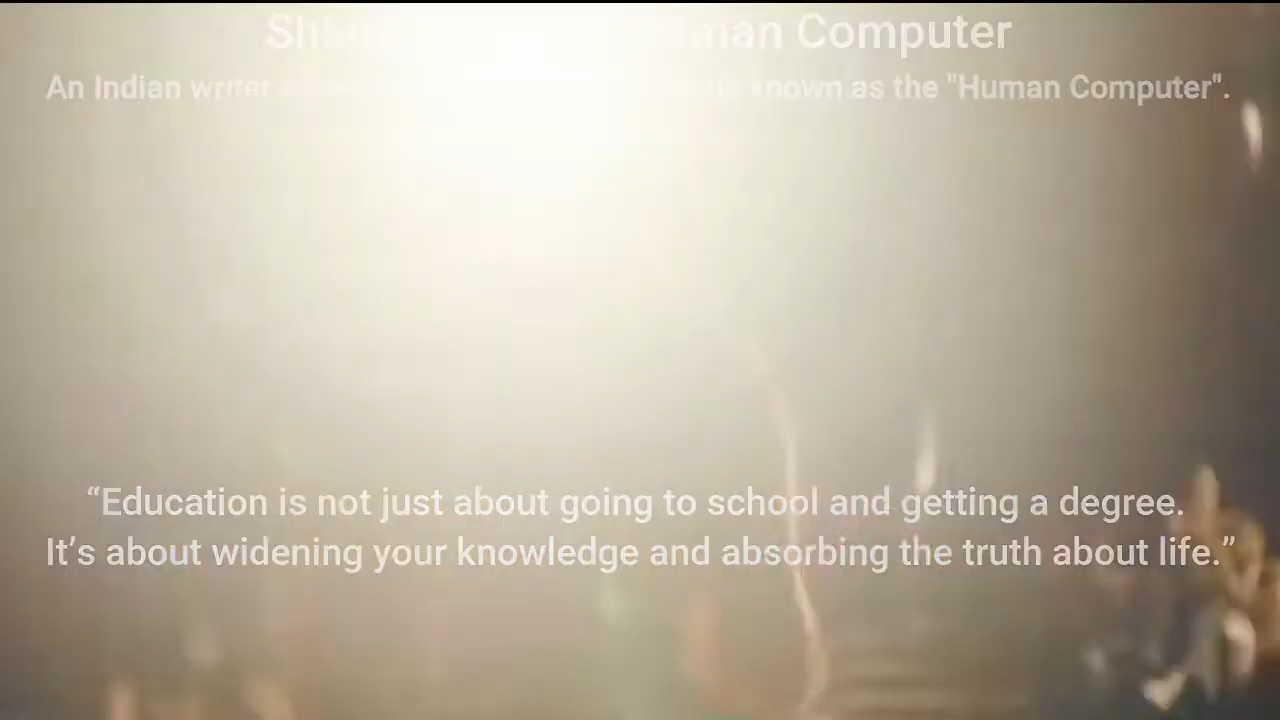 Computer
An Indian writer known as the "Human Computer".
“Education is not just about going to school and getting a degree.
It’s about widening your knowledge and absorbing the truth about life.”